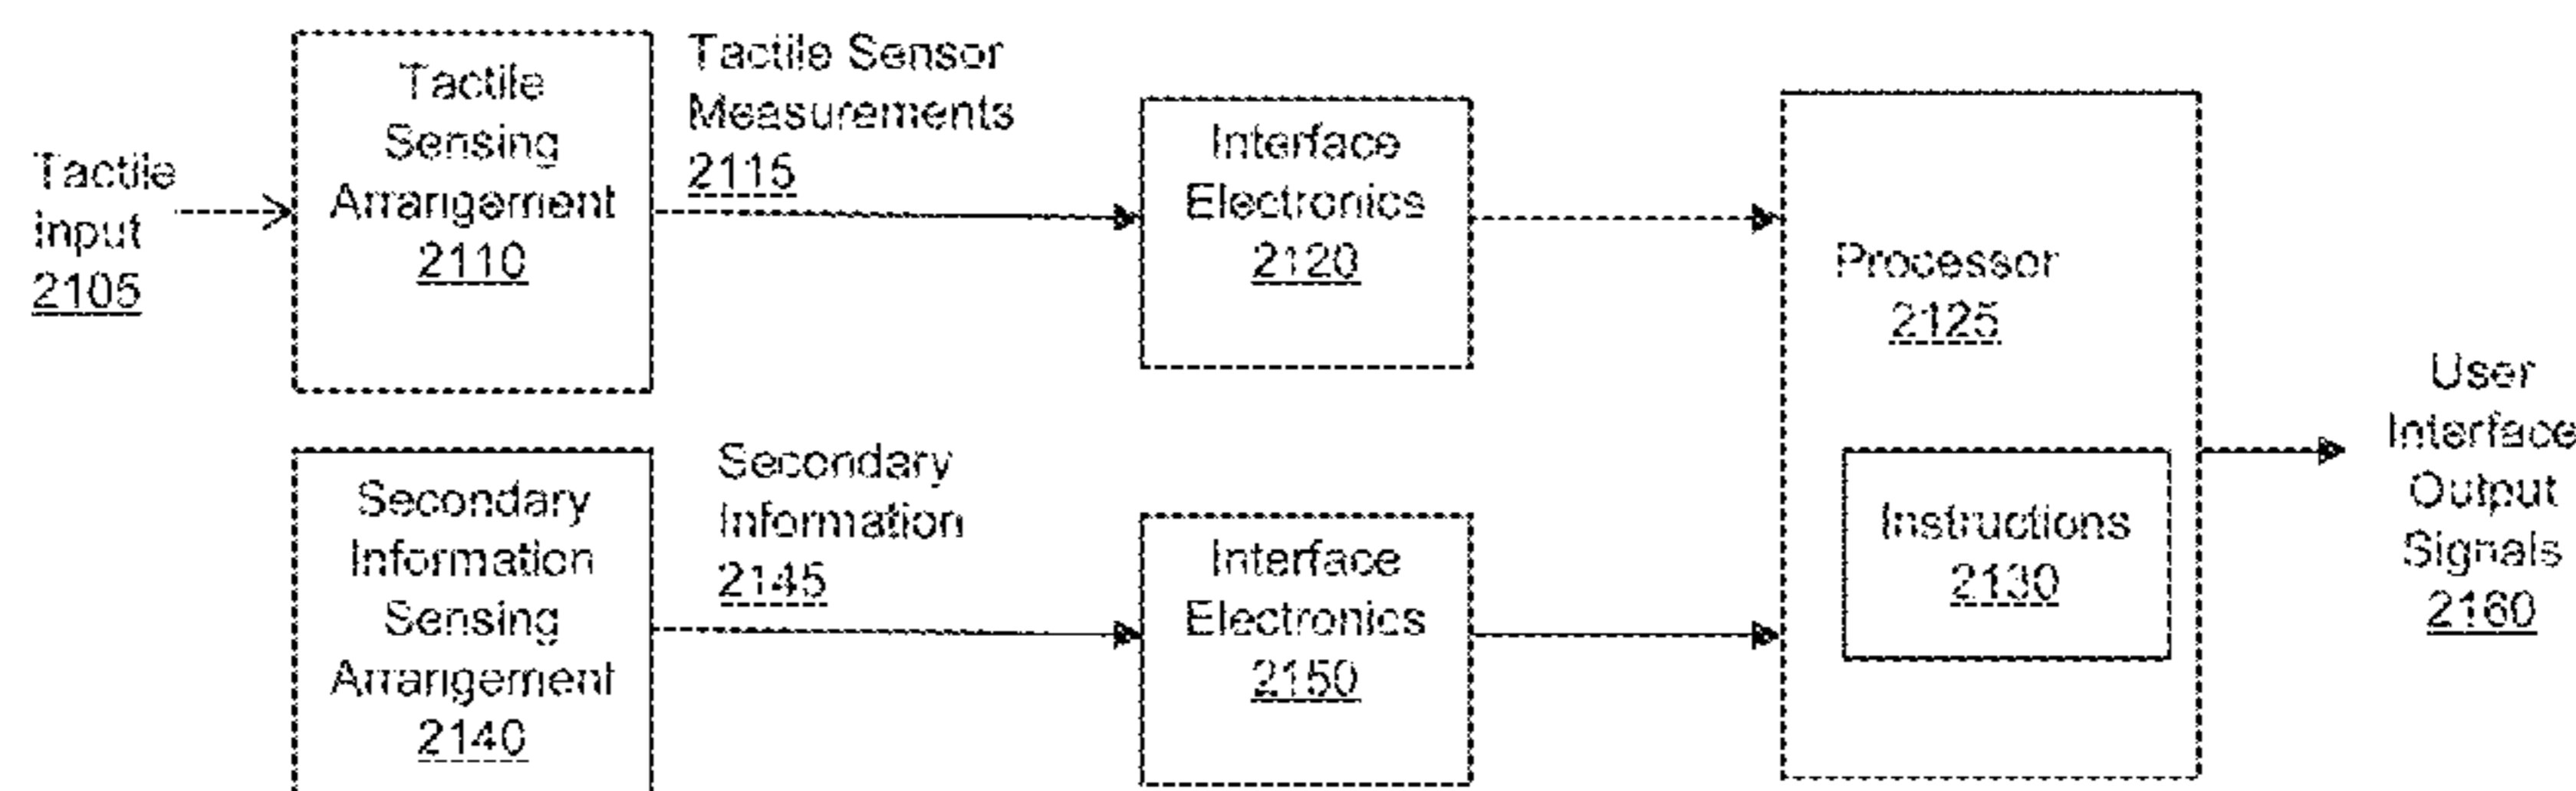 Tactile
Input
2105
Tactile
Sensing
Arrangement
2110
Tactile Sensor
Measurements
2115
Interface
Electronics
2120
Processor
2125
Instructions
2130
Secondary
Information
Sensing
Arrangement
2140
Secondary
Information
2145
Interface
Electronics
2150
User
Interface
Output
Signals
2160